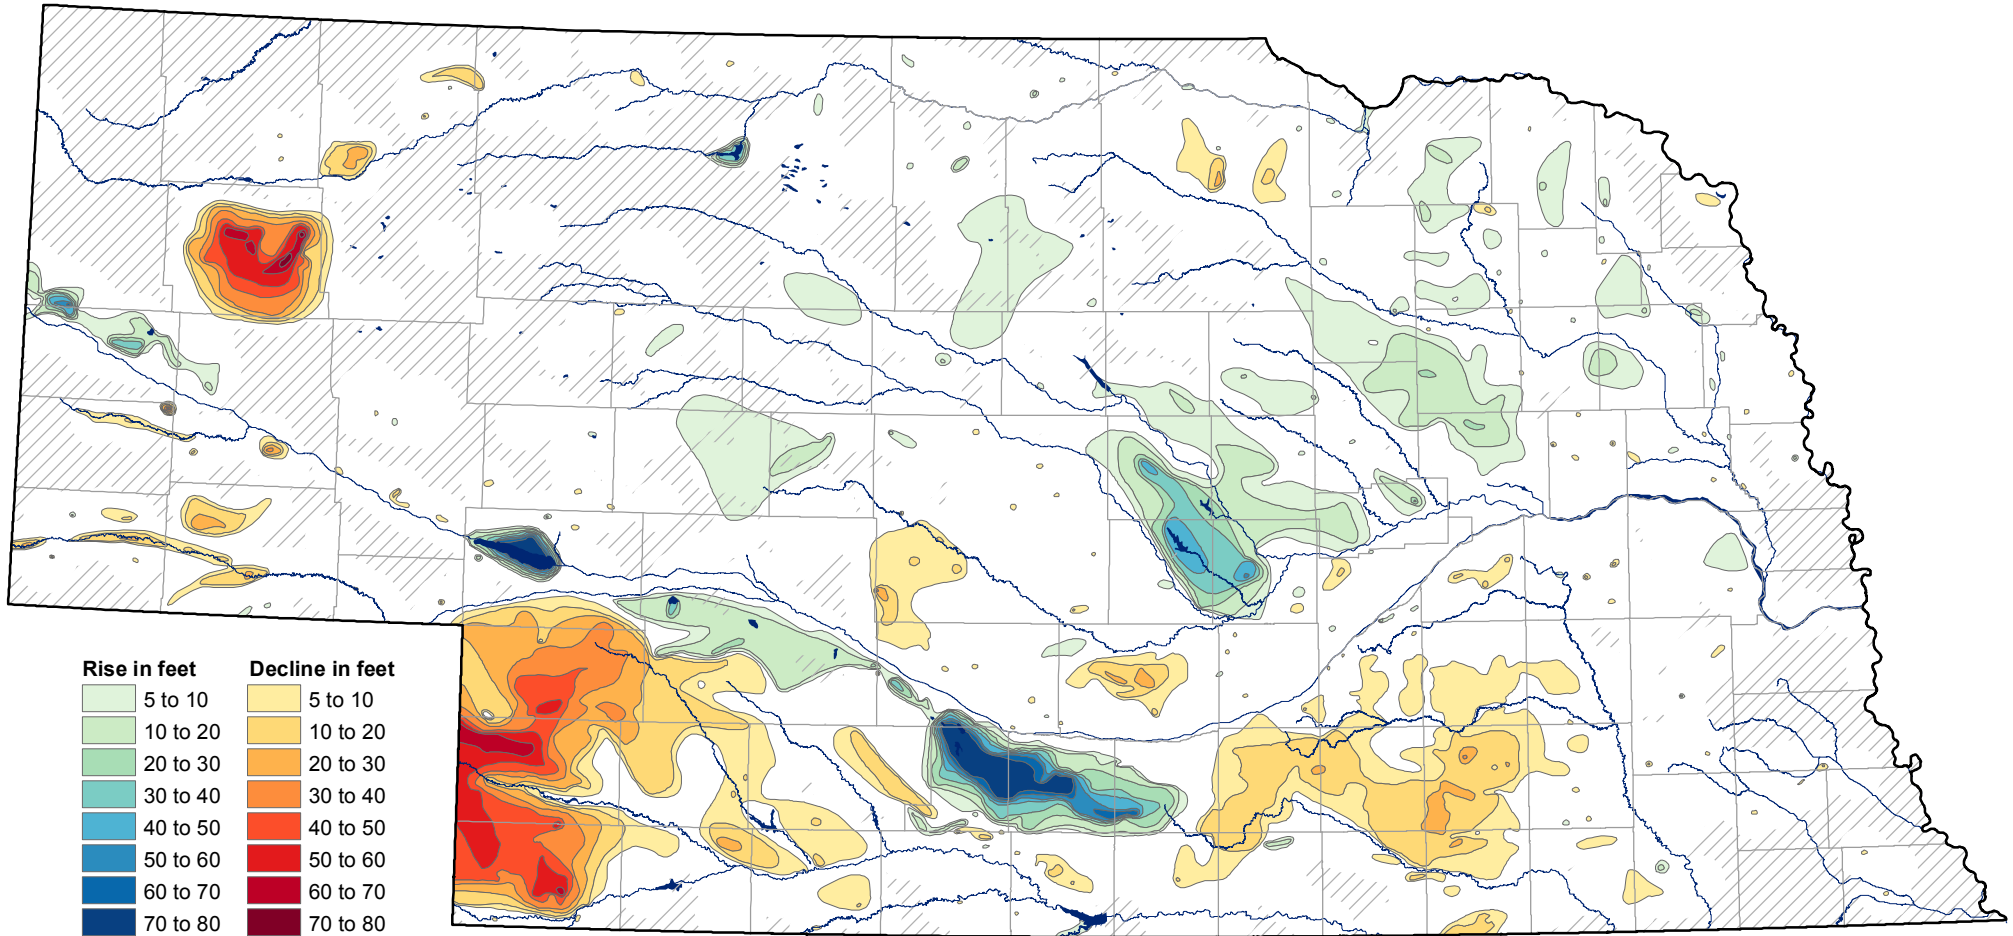 Rise in feet Decline in feet
5 to 10 5 to 10
10 to 20 10 to 20
20 to 30 20 to 30
30 to 40 30 to 40
40 to 50 40 to 50
50 to 60 50 to 60
60 to 70 60 to 70
70 to 80 70 to 80